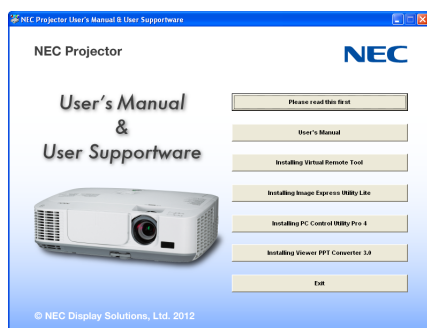 NEC Projector User's Manual & User Supportware
NEC Projector
NEC
User's Manual
&
User Supportware
Please read this first
User's Manual
Installing Virtual Remote Tool
Installing Image Express Utility Lite
Installing PC Control Utility Pro 4
Installing Viewer PPT Converter 3.0
Exit
© NEC Display Solutions, Ltd. 2012